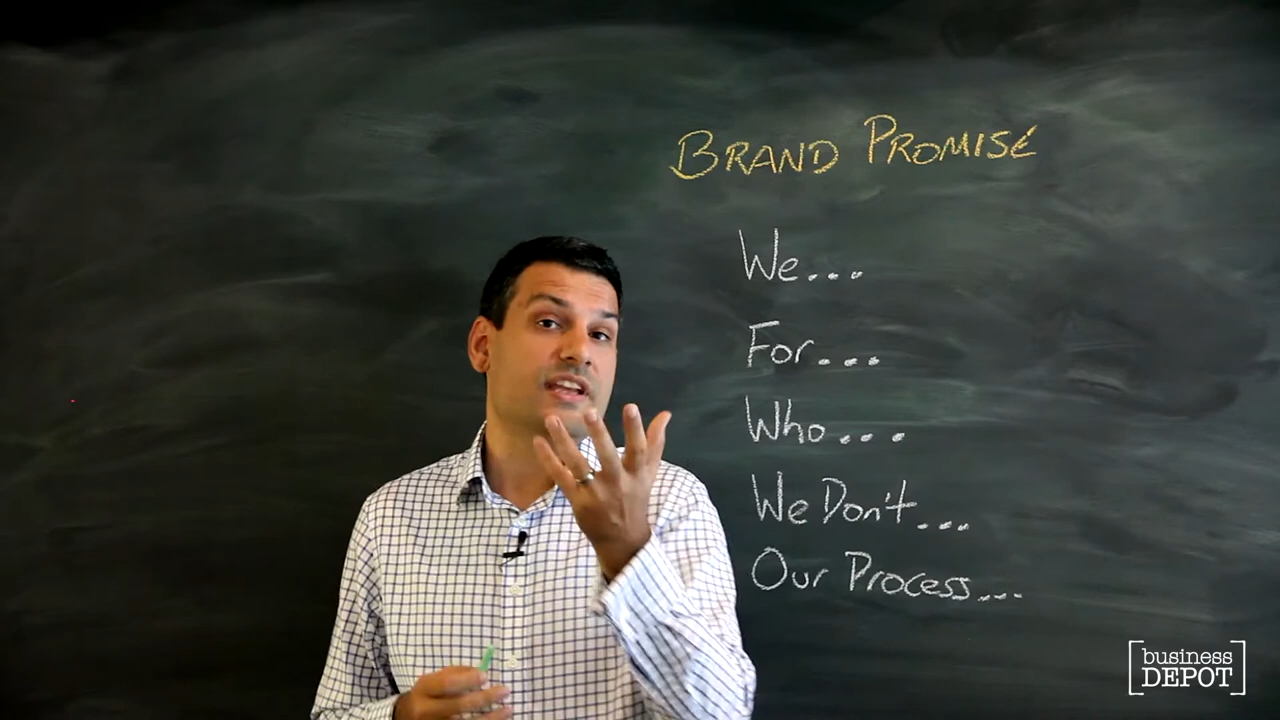 BRAND PROMISE
We...
For...
Who...
We Don't...
Our Process...
[business
DEPOT]